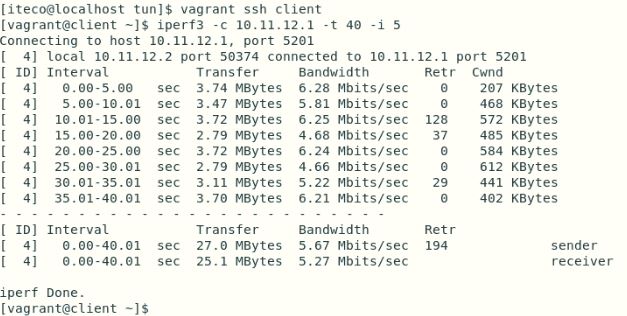 [iteco@localhost tun]$ vagrant ssh client
[vagrant@client ~]$ iperf3 -c 10.11.12.1 -t 40 -i 5
Connecting to host 10.11.12.1, port 5201
[  4] local 10.11.12.2 port 50374 connected to 10.11.12.1 port 5201
[ ID] Interval           Transfer     Bandwidth       Retr  Cwnd
[  4]   0.00-5.00   sec  3.74 MBytes  6.28 Mbits/sec    0    207 KBytes
[  4]   5.00-10.01  sec  3.47 MBytes  5.81 Mbits/sec    0    468 KBytes
[  4]  10.01-15.00  sec  3.72 MBytes  6.25 Mbits/sec  128    572 KBytes
[  4]  15.00-20.00  sec  2.79 MBytes  4.68 Mbits/sec   37    485 KBytes
[  4]  20.00-25.00  sec  3.72 MBytes  6.24 Mbits/sec    0    584 KBytes
[  4]  25.00-30.01  sec  2.79 MBytes  4.66 Mbits/sec    0    612 KBytes
[  4]  30.01-35.01  sec  3.11 MBytes  5.22 Mbits/sec   29    441 KBytes
[  4]  35.01-40.01  sec  3.70 MBytes  6.21 Mbits/sec    0    402 KBytes
- - - - - - - - - - - - - - - - - - - - - - - - -
[ ID] Interval           Transfer     Bandwidth       Retr
[  4]   0.00-40.01  sec  27.0 MBytes  5.67 Mbits/sec  194             sender
[  4]   0.00-40.01  sec  25.1 MBytes  5.27 Mbits/sec                  receiver
iperf Done.
[vagrant@client ~]$